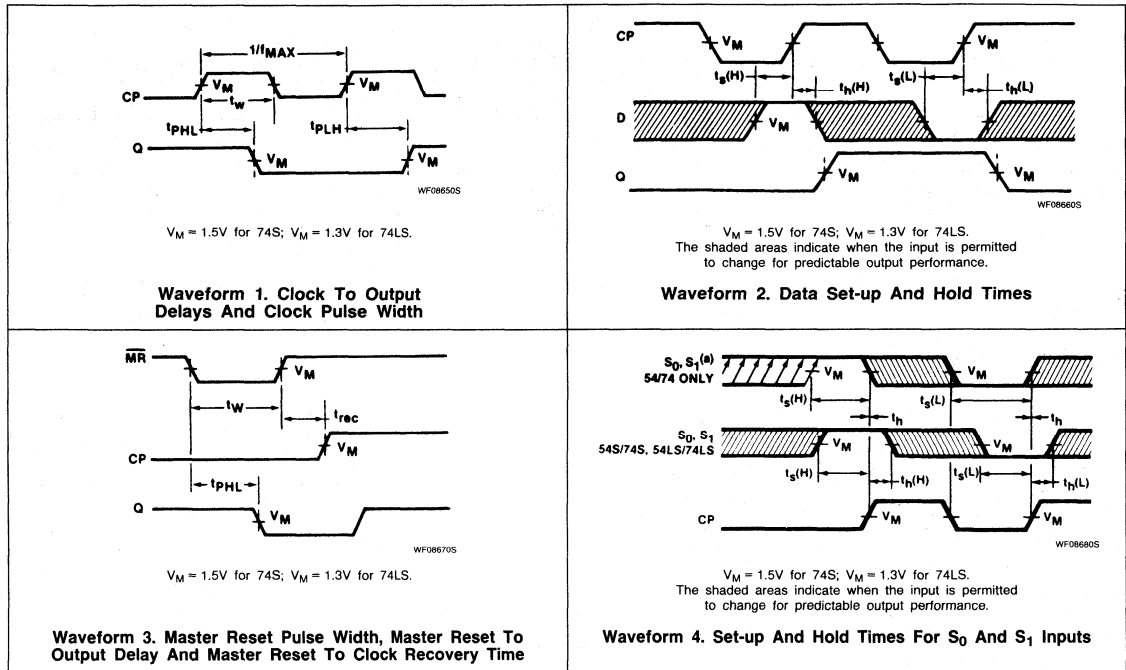 1/fMAX
CP
VM
VM
tW
tPHL
tPLH
Q
VM
VM
WF08650S
VM = 1.5V for 74S; VM = 1.3V for 74LS.
Waveform 1. Clock To Output
Delays And Clock Pulse Width
CP
VM
VM
ts(H)
th(H)
ts(L)
th(L)
D
VM
Q
VM
VM
WF08660S
VM = 1.5V for 74S; VM = 1.3V for 74LS.
The shaded areas indicate when the input is permitted
to change for predictable output performance.
Waveform 2. Data Set-up And Hold Times
MR
VM
tW
trec
CP
VM
tPHL
Q
VM
WF08670S
VM = 1.5V for 74S; VM = 1.3V for 74LS.
Waveform 3. Master Reset Pulse Width, Master Reset To
Output Delay And Master Reset To Clock Recovery Time
S0, S1(a)
54/74 ONLY
VM
VM
ts(H)
th
ts(L)
th
S0, S1
54S/74S, 54LS/74LS
VM
VM
ts(H)
th(H)
ts(L)
th(L)
CP
VM
VM
WF08680S
VM = 1.5V for 74S; VM = 1.3V for 74LS.
The shaded areas indicate when the input is permitted
to change for predictable output performance.
Waveform 4. Set-up And Hold Times For S0 And S1 Inputs